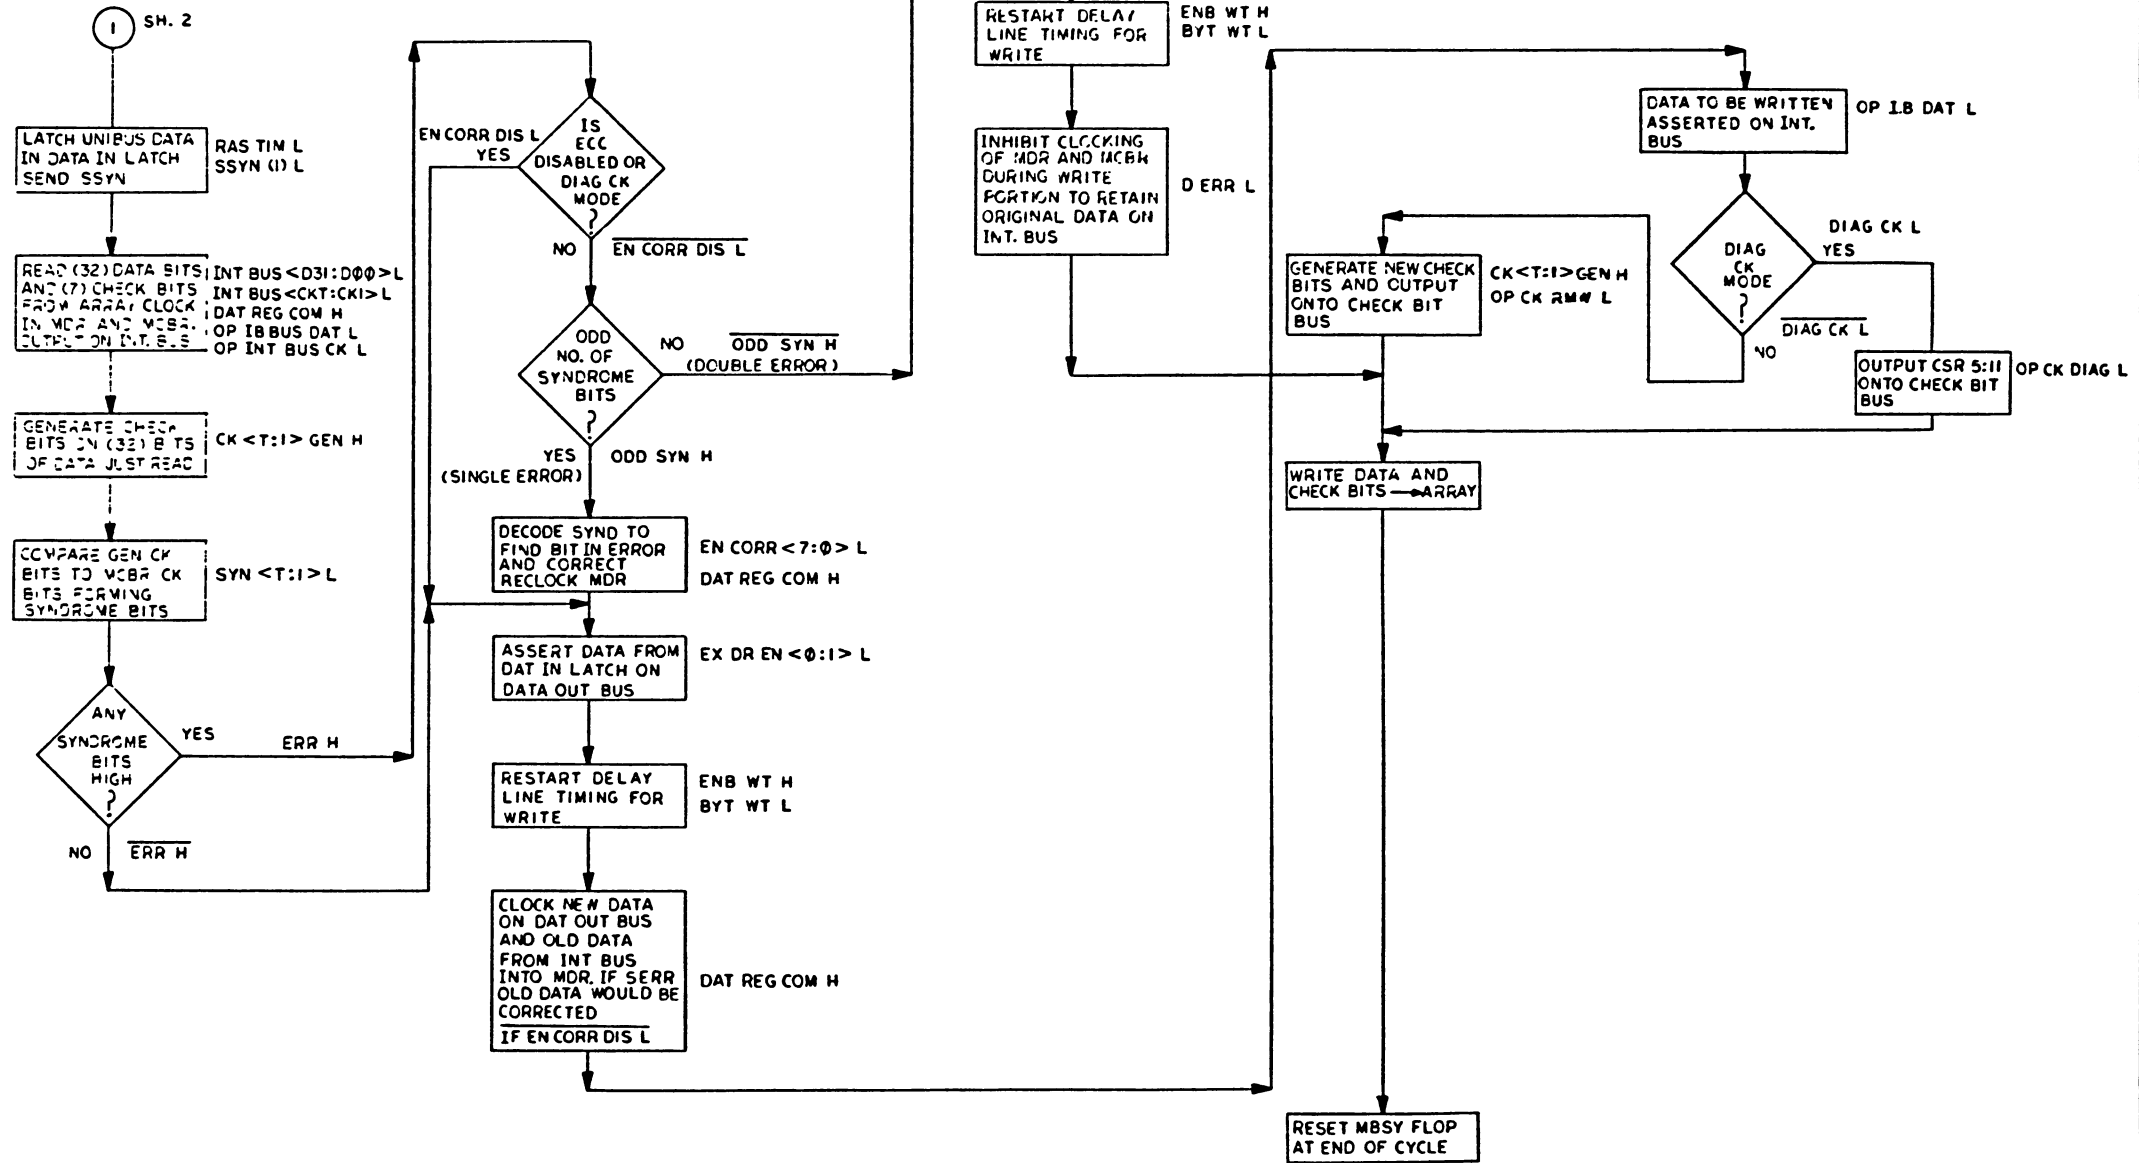 1
SH. 2
LATCH UNIBUS DATA
IN DATA IN LATCH
SEND SSYN
RAS TIM L
SSYN (1) L
READ (32) DATA BITS
AND (7) CHECK BITS
FROM ARRAY CLOCK
IN MDR AND MCBR.
OUTPUT ON INT. BUS
INT BUS <D31:D00> L
INT BUS <CKT:CK1> L
DAT REG COM H
OP IB BUS DAT L
OP INT BUS CK L
GENERATE CHECK
BITS ON (32) BITS
OF DATA JUST READ
CK <T:1> GEN H
COMPARE GEN CK
BITS TO MCBR CK
BITS FORMING
SYNDROME BITS
SYN <T:1> L
ANY
SYNDROME
BITS
HIGH
?
YES
ERR H
NO
ERR H
IS
ECC
DISABLED OR
DIAG CK
MODE
?
EN CORR DIS L
YES
NO
EN CORR DIS L
ODD
NO. OF
SYNDROME
BITS
?
NO
ODD SYN H
(DOUBLE ERROR)
YES
(SINGLE ERROR)
ODD SYN H
DECODE SYND TO
FIND BIT IN ERROR
AND CORRECT
RECLOCK MDR
EN CORR <7:0> L
DAT REG COM H
ASSERT DATA FROM
DAT IN LATCH ON
DATA OUT BUS
EX DR EN <0:1> L
RESTART DELAY
LINE TIMING FOR
WRITE
ENB WT H
BYT WT L
CLOCK NEW DATA
ON DAT OUT BUS
AND OLD DATA
FROM INT BUS
INTO MDR. IF SERR
OLD DATA WOULD BE
CORRECTED
IF EN CORR DIS L
DAT REG COM H
RESTART DELAY
LINE TIMING FOR
WRITE
ENB WT H
BYT WT L
INHIBIT CLOCKING
OF MDR AND MCBR
DURING WRITE
PORTION TO RETAIN
ORIGINAL DATA ON
INT. BUS
D ERR L
DATA TO BE WRITTEN
ASSERTED ON INT.
BUS
OP I.B DAT L
DIAG
CK
MODE
?
DIAG CK L
YES
DIAG CK L
NO
GENERATE NEW CHECK
BITS AND OUTPUT
ONTO CHECK BIT
BUS
CK<T:1>GEN H
OP CK RMW L
OUTPUT CSR 5:11
ONTO CHECK BIT
BUS
OP CK DIAG L
WRITE DATA AND
CHECK BITS → ARRAY
RESET MBSY FLOP
AT END OF CYCLE